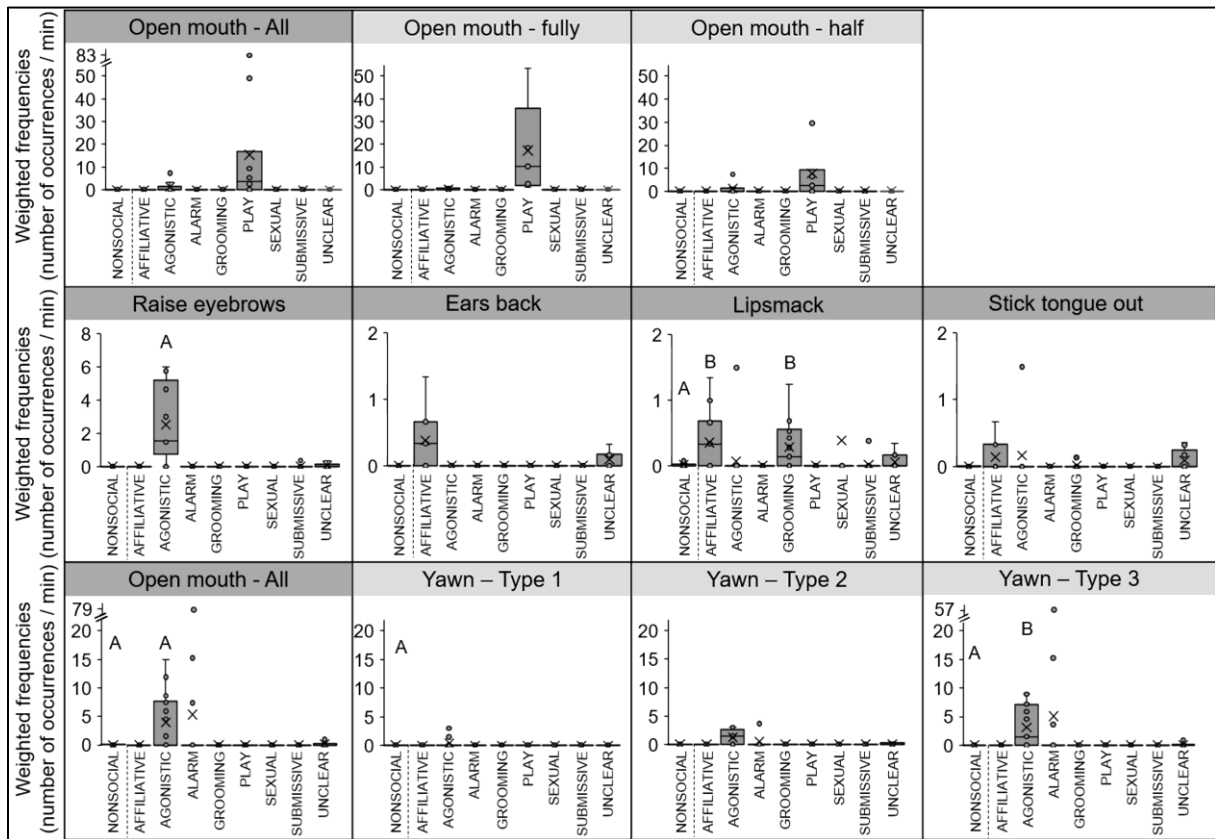 Open mouth - All
Open mouth - fully
Open mouth - half
Weighted frequencies
(number of occurrences / min)
83
50
40
30
20
10
0
NONSOCIAL
AFFILIATIVE
AGONISTIC
ALARM
GROOMING
PLAY
SEXUAL
SUBMISSIVE
UNCLEAR
50
40
30
20
10
0
NONSOCIAL
AFFILIATIVE
AGONISTIC
ALARM
GROOMING
PLAY
SEXUAL
SUBMISSIVE
UNCLEAR
50
40
30
20
10
0
NONSOCIAL
AFFILIATIVE
AGONISTIC
ALARM
GROOMING
PLAY
SEXUAL
SUBMISSIVE
UNCLEAR
Raise eyebrows
Ears back
Lipsmack
Stick tongue out
Weighted frequencies
(number of occurrences / min)
8
6
4
2
0
A
NONSOCIAL
AFFILIATIVE
AGONISTIC
ALARM
GROOMING
PLAY
SEXUAL
SUBMISSIVE
UNCLEAR
2
1
0
NONSOCIAL
AFFILIATIVE
AGONISTIC
ALARM
GROOMING
PLAY
SEXUAL
SUBMISSIVE
UNCLEAR
2
1
0
A
B
B
NONSOCIAL
AFFILIATIVE
AGONISTIC
ALARM
GROOMING
PLAY
SEXUAL
SUBMISSIVE
UNCLEAR
2
1
0
NONSOCIAL
AFFILIATIVE
AGONISTIC
ALARM
GROOMING
PLAY
SEXUAL
SUBMISSIVE
UNCLEAR
Open mouth - All
Yawn – Type 1
Yawn – Type 2
Yawn – Type 3
Weighted frequencies
(number of occurrences / min)
79
20
15
10
5
0
A
A
NONSOCIAL
AFFILIATIVE
AGONISTIC
ALARM
GROOMING
PLAY
SEXUAL
SUBMISSIVE
UNCLEAR
20
15
10
5
0
A
NONSOCIAL
AFFILIATIVE
AGONISTIC
ALARM
GROOMING
PLAY
SEXUAL
SUBMISSIVE
UNCLEAR
20
15
10
5
0
NONSOCIAL
AFFILIATIVE
AGONISTIC
ALARM
GROOMING
PLAY
SEXUAL
SUBMISSIVE
UNCLEAR
57
20
15
10
5
0
A
B
NONSOCIAL
AFFILIATIVE
AGONISTIC
ALARM
GROOMING
PLAY
SEXUAL
SUBMISSIVE
UNCLEAR